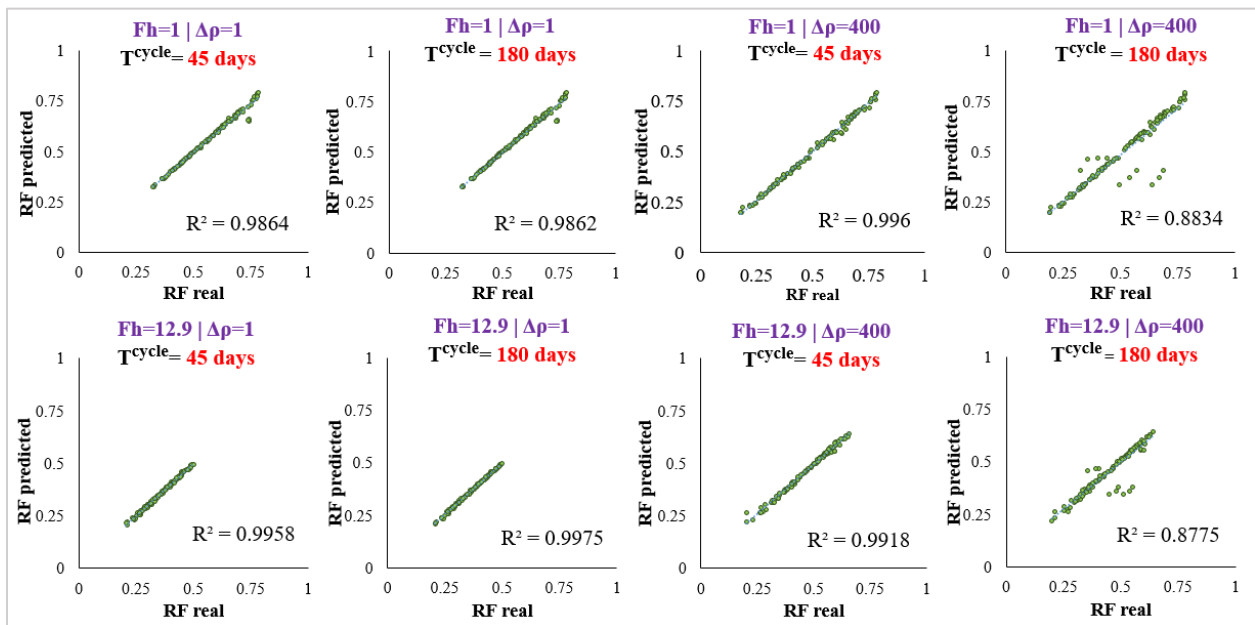 Fh=1 | Δρ=1
T^cycle= 45 days
1
0.75
0.5
0.25
0
RF predicted
R² = 0.9864
0 0.25 0.5 0.75 1
RF real
Fh=1 | Δρ=1
T^cycle= 180 days
1
0.75
0.5
0.25
0
RF predicted
R² = 0.9862
0 0.25 0.5 0.75 1
RF real
Fh=1 | Δρ=400
T^cycle= 45 days
1
0.75
0.5
0.25
0
RF predicted
R² = 0.996
0 0.25 0.5 0.75 1
RF real
Fh=1 | Δρ=400
T^cycle= 180 days
1
0.75
0.5
0.25
0
RF predicted
R² = 0.8834
0 0.25 0.5 0.75 1
RF real
Fh=12.9 | Δρ=1
T^cycle= 45 days
1
0.75
0.5
0.25
0
RF predicted
R² = 0.9958
0 0.25 0.5 0.75 1
RF real
Fh=12.9 | Δρ=1
T^cycle= 180 days
1
0.75
0.5
0.25
0
RF predicted
R² = 0.9975
0 0.25 0.5 0.75 1
RF real
Fh=12.9 | Δρ=400
T^cycle= 45 days
1
0.75
0.5
0.25
0
RF predicted
R² = 0.9918
0 0.25 0.5 0.75 1
RF real
Fh=12.9 | Δρ=400
T^cycle= 180 days
1
0.75
0.5
0.25
0
RF predicted
R² = 0.8775
0 0.25 0.5 0.75 1
RF real